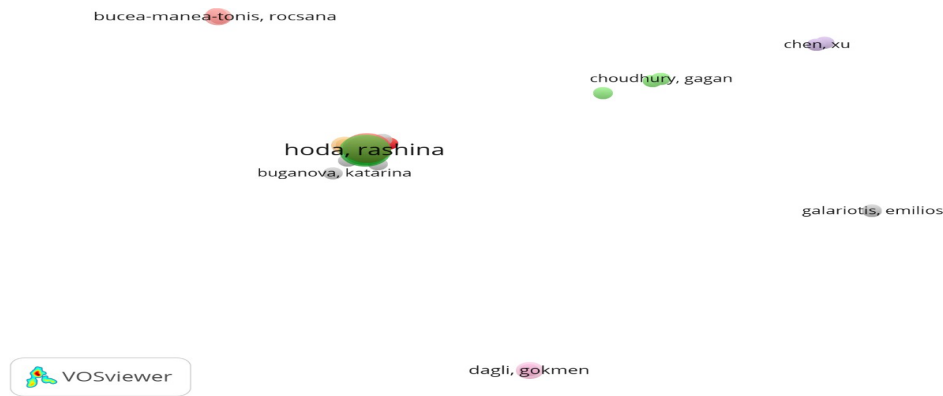 bucea-manea-tonis, rocsana
chen, xu
choudhury, gagan
hoda, rashina
buganova, katarina
galariotis, emilios
dagli, gokmen
VOSviewer